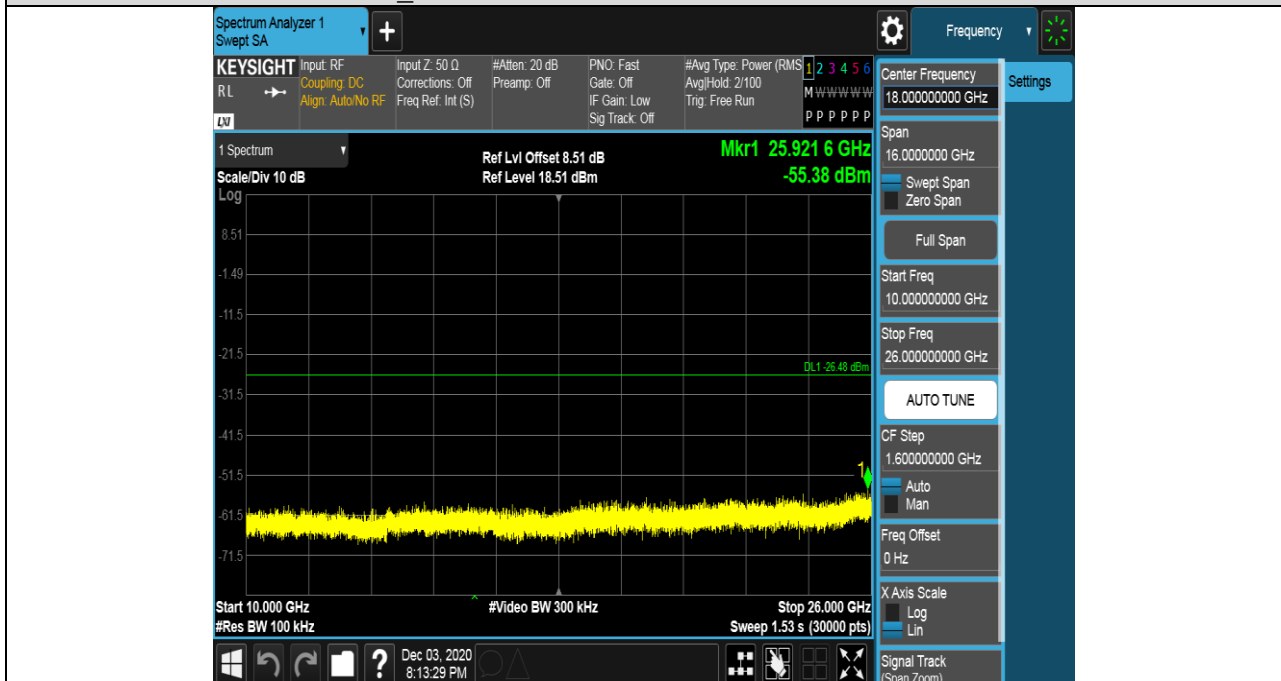 Spectrum Analyzer 1
Swept SA
Frequency
KEYSIGHT
RL
LXI
Input: RF
Coupling: DC
Align: Auto/No RF
Input Z: 50 Ω
Corrections: Off
Freq Ref: Int (S)
#Atten: 20 dB
Preamp: Off
PNO: Fast
Gate: Off
IF Gain: Low
Sig Track: Off
#Avg Type: Power (RMS
Avg|Hold: 2/100
Trig: Free Run
1 2 3 4 5 6
M W W W W W
P P P P P P
1 Spectrum
Scale/Div 10 dB
Log
Ref Lvl Offset 8.51 dB
Ref Level 18.51 dBm
Mkr1 25.921 6 GHz
-55.38 dBm
8.51
-1.49
-11.5
-21.5
DL1 -26.48 dBm
-31.5
-41.5
-51.5
1
-61.5
-71.5
Start 10.000 GHz
#Res BW 100 kHz
#Video BW 300 kHz
Stop 26.000 GHz
Sweep 1.53 s (30000 pts)
Dec 03, 2020
8:13:29 PM
Center Frequency
18.000000000 GHz
Span
16.0000000 GHz
Swept Span
Zero Span
Full Span
Start Freq
10.000000000 GHz
Stop Freq
26.000000000 GHz
AUTO TUNE
CF Step
1.600000000 GHz
Auto
Man
Freq Offset
0 Hz
X Axis Scale
Log
Lin
Signal Track
(Span Zoom)
Settings